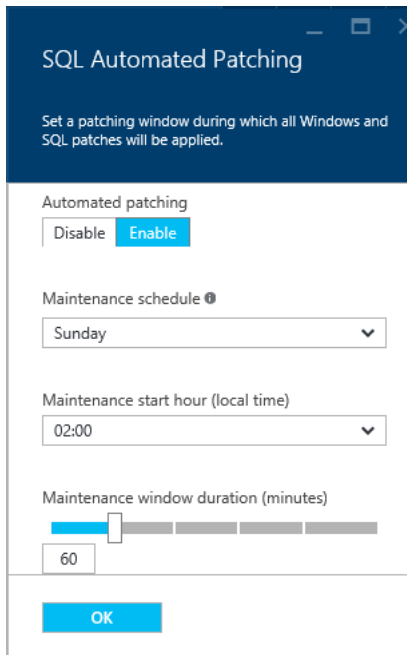 SQL Automated Patching
Set a patching window during which all Windows and
SQL patches will be applied.
Automated patching
Disable Enable
Maintenance schedule
Sunday
Maintenance start hour (local time)
02:00
Maintenance window duration (minutes)
60
OK